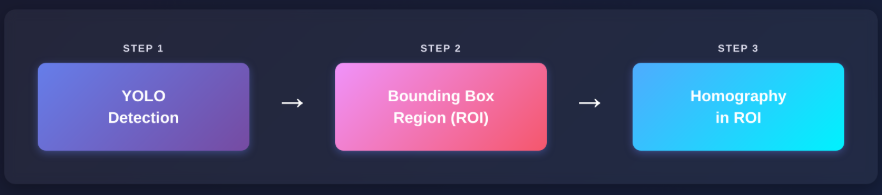 STEP 1
YOLO
Detection
→
STEP 2
Bounding Box
Region (ROI)
→
STEP 3
Homography
in ROI